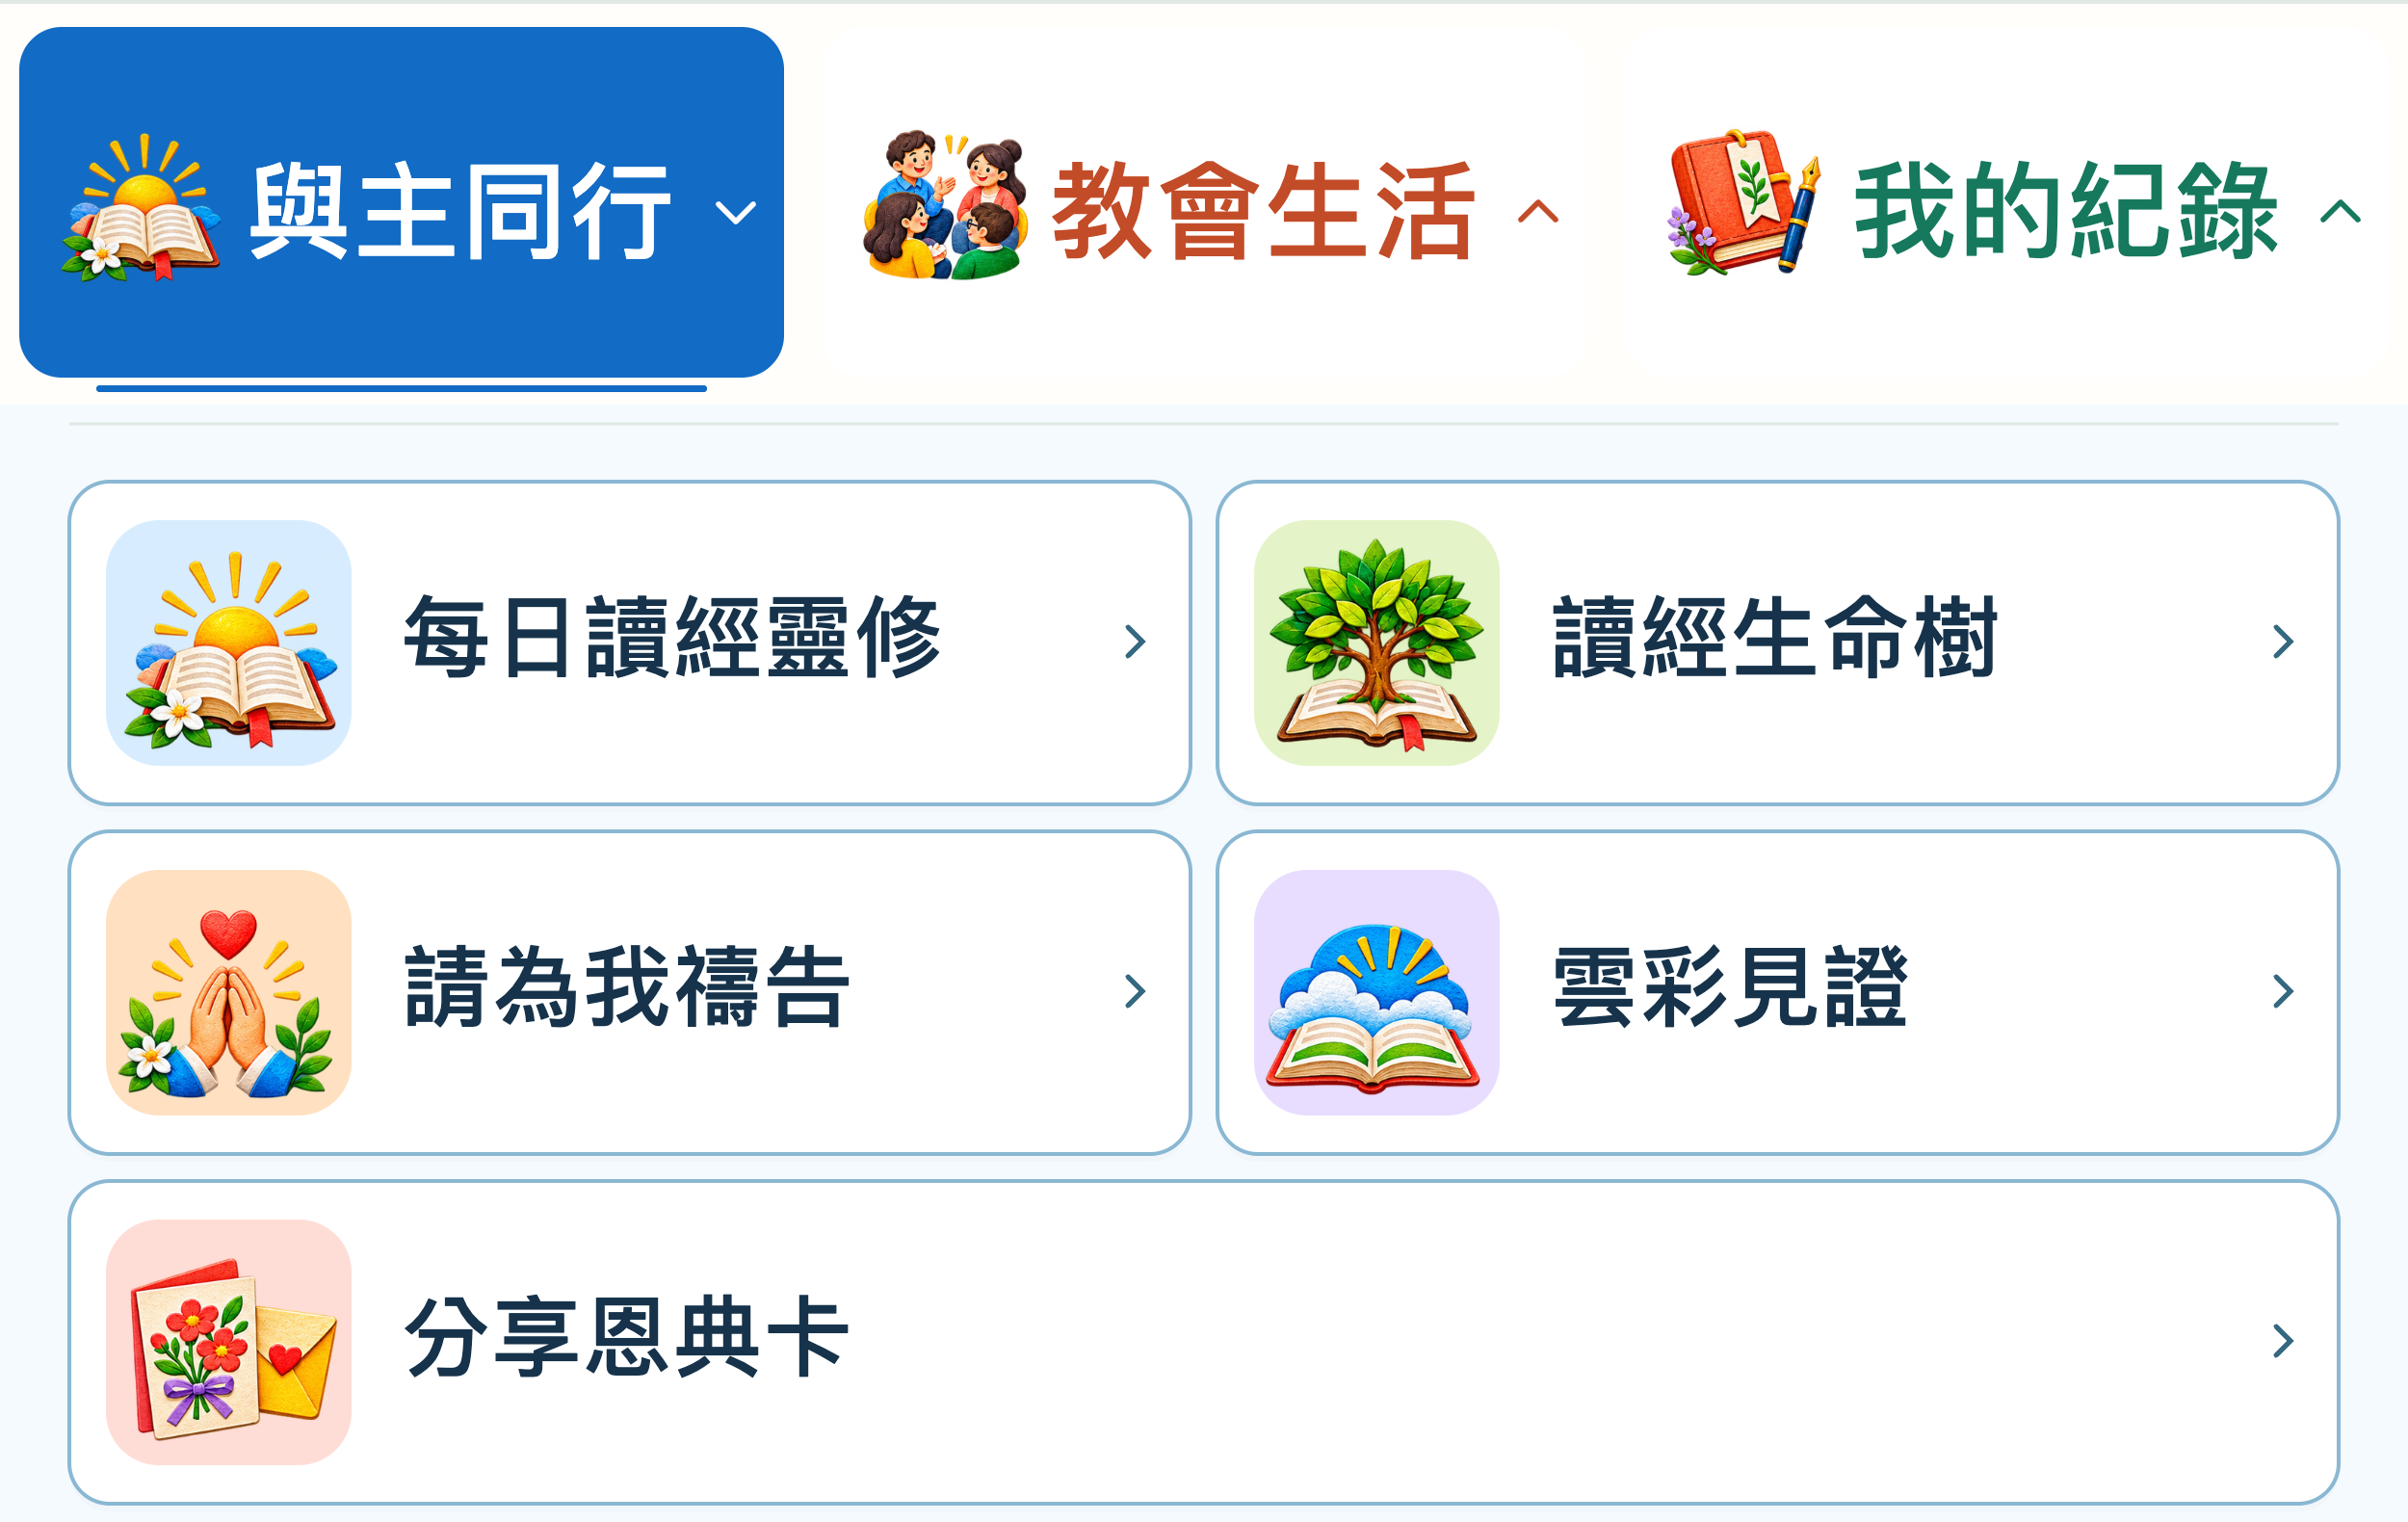 與主同行
教會生活
我的紀錄
每日讀經靈修
讀經生命樹
請為我禱告
雲彩見證
分享恩典卡